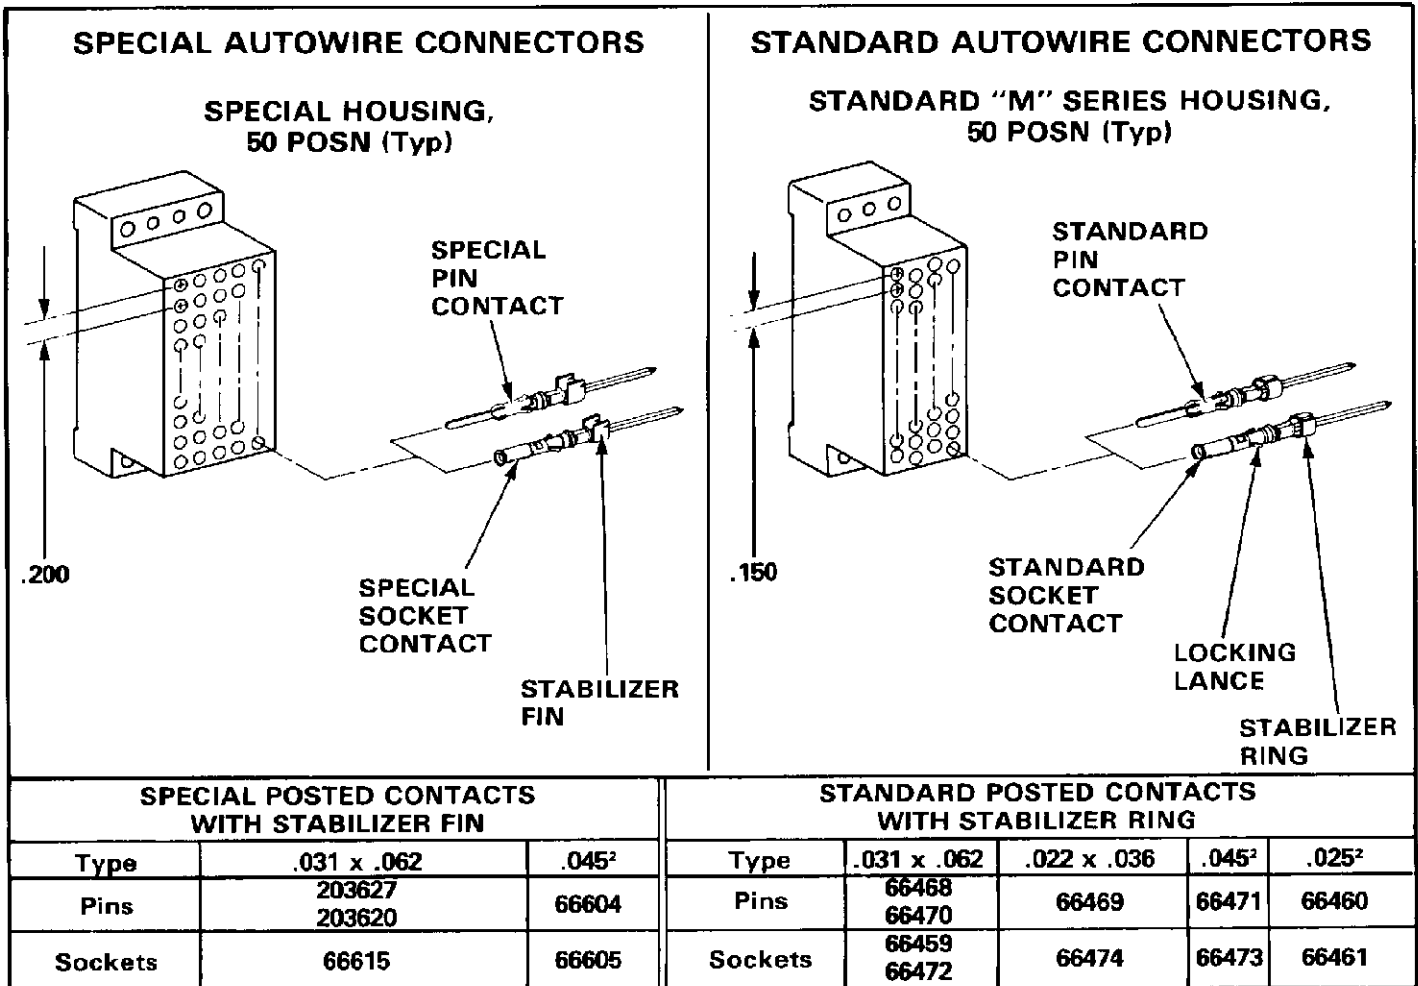 SPECIAL AUTOWIRE CONNECTORS
SPECIAL HOUSING,
50 POSN (Typ)
SPECIAL
PIN
CONTACT
.200
SPECIAL
SOCKET
CONTACT
STABILIZER
FIN
STANDARD AUTOWIRE CONNECTORS
STANDARD "M" SERIES HOUSING,
50 POSN (Typ)
STANDARD
PIN
CONTACT
.150
STANDARD
SOCKET
CONTACT
LOCKING
LANCE
STABILIZER
RING
SPECIAL POSTED CONTACTS
WITH STABILIZER FIN
Type .031 x .062 .045²
Pins 203627 203620 66604
Sockets 66615 66605
STANDARD POSTED CONTACTS
WITH STABILIZER RING
Type .031 x .062 .022 x .036 .045² .025²
Pins 66468 66470 66469 66471 66460
Sockets 66459 66472 66474 66473 66461